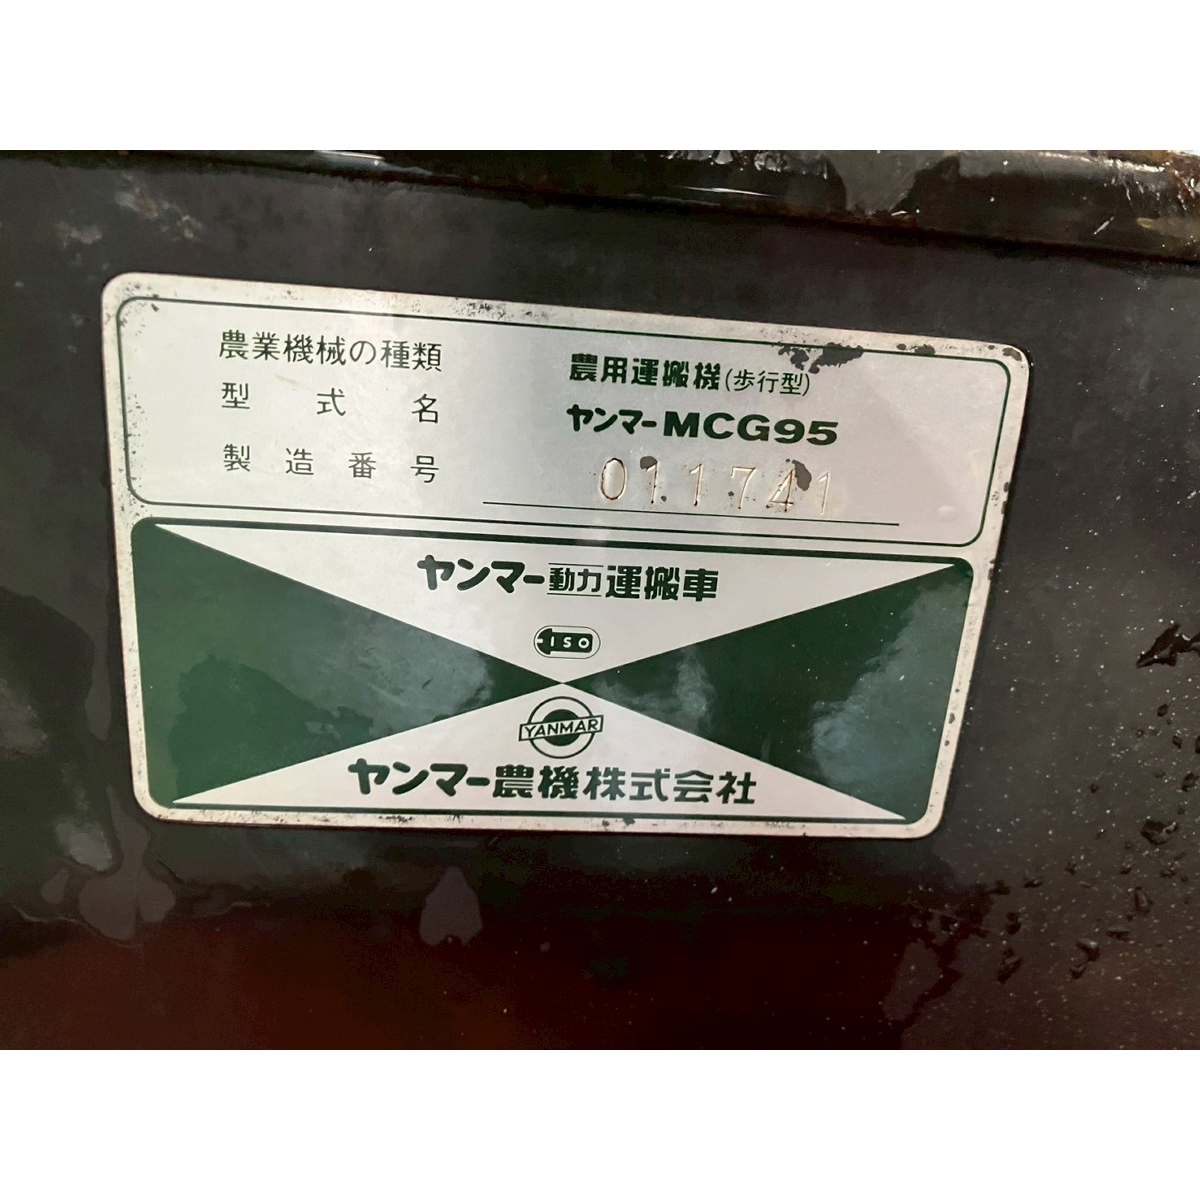 農業機械の種類 農用運搬機(歩行型)
型式名 ヤンマーMCG95
製造番号 011741
ヤンマー動力運搬車
ISO
YANMAR
ヤンマー農機株式会社